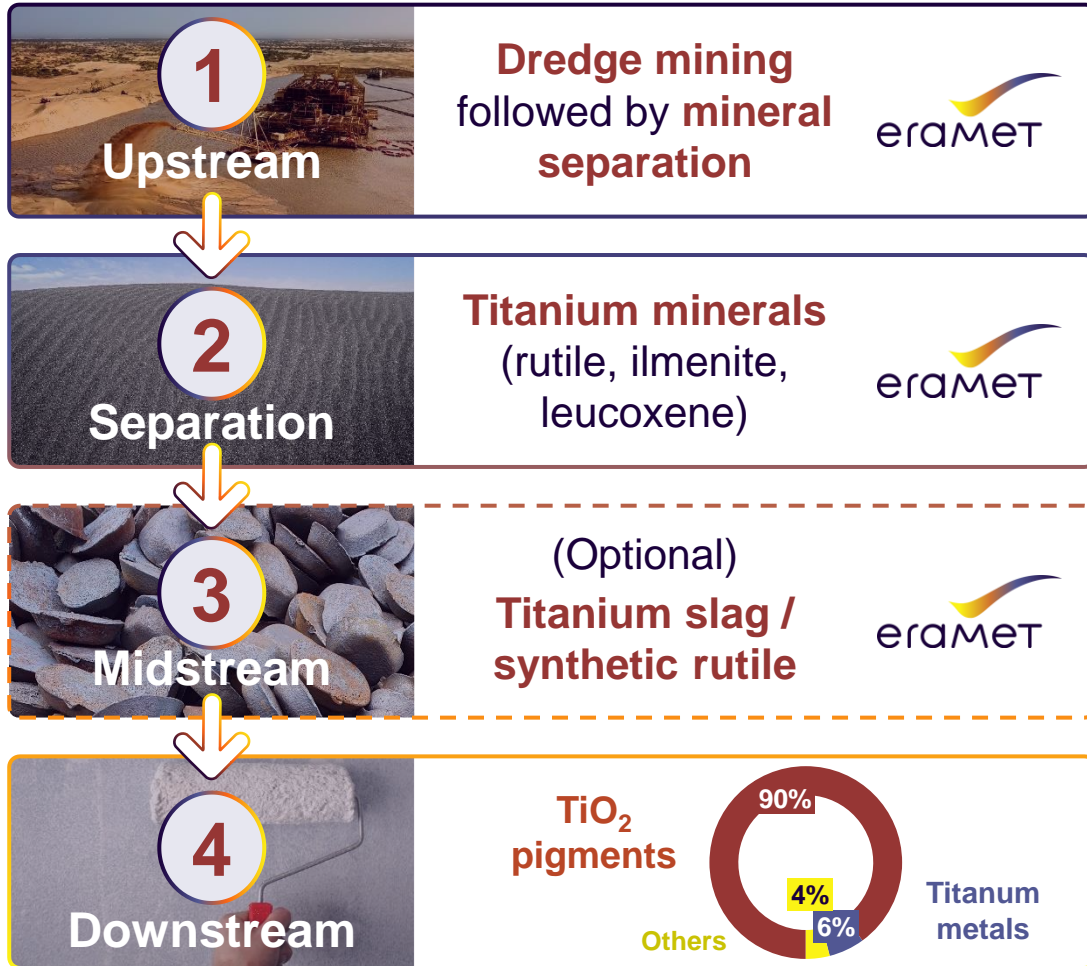 1
Upstream
Dredge mining
followed by mineral
separation
eramet
2
Separation
Titanium minerals
(rutile, ilmenite,
leucoxene)
eramet
3
Midstream
(Optional)
Titanium slag /
synthetic rutile
eramet
4
Downstream
TiO₂
pigments
90%
4%
6%
Others
Titanum
metals